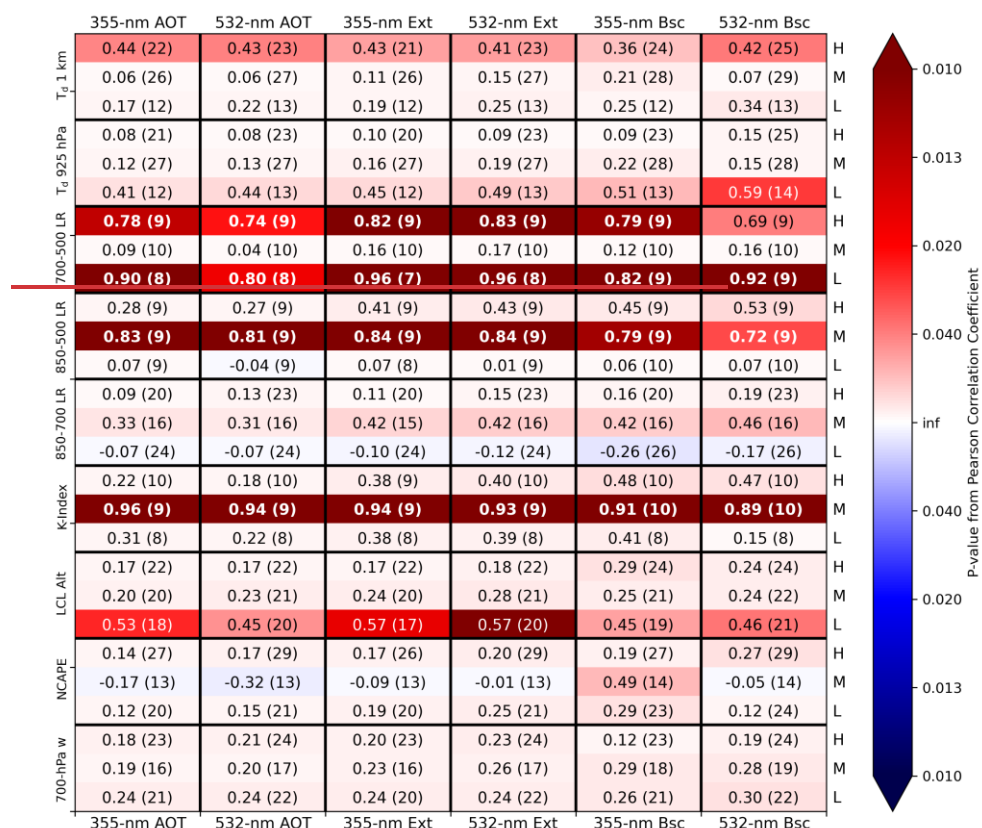 355-nm AOT 532-nm AOT 355-nm Ext 532-nm Ext 355-nm Bsc 532-nm Bsc
T_d 1 km
0.44 (22) 0.43 (23) 0.43 (21) 0.41 (23) 0.36 (24) 0.42 (25) H
0.06 (26) 0.06 (27) 0.11 (26) 0.15 (27) 0.21 (28) 0.07 (29) M
0.17 (12) 0.22 (13) 0.19 (12) 0.25 (13) 0.25 (12) 0.34 (13) L
T_d 925 hPa
0.08 (21) 0.08 (23) 0.10 (20) 0.09 (23) 0.09 (23) 0.15 (25) H
0.12 (27) 0.13 (27) 0.16 (27) 0.19 (27) 0.22 (28) 0.15 (28) M
0.41 (12) 0.44 (13) 0.45 (12) 0.49 (13) 0.51 (13) 0.59 (14) L
700-500 LR
0.78 (9) 0.74 (9) 0.82 (9) 0.83 (9) 0.79 (9) 0.69 (9) H
0.09 (10) 0.04 (10) 0.16 (10) 0.17 (10) 0.12 (10) 0.16 (10) M
0.90 (8) 0.80 (8) 0.96 (7) 0.96 (8) 0.82 (9) 0.92 (9) L
850-500 LR
0.28 (9) 0.27 (9) 0.41 (9) 0.43 (9) 0.45 (9) 0.53 (9) H
0.83 (9) 0.81 (9) 0.84 (9) 0.84 (9) 0.79 (9) 0.72 (9) M
0.07 (9) -0.04 (9) 0.07 (8) 0.01 (9) 0.06 (10) 0.07 (10) L
850-700 LR
0.09 (20) 0.13 (23) 0.11 (20) 0.15 (23) 0.16 (20) 0.19 (23) H
0.33 (16) 0.31 (16) 0.42 (15) 0.42 (16) 0.42 (16) 0.46 (16) M
-0.07 (24) -0.07 (24) -0.10 (24) -0.12 (24) -0.26 (26) -0.17 (26) L
K-Index
0.22 (10) 0.18 (10) 0.38 (9) 0.40 (10) 0.48 (10) 0.47 (10) H
0.96 (9) 0.94 (9) 0.94 (9) 0.93 (9) 0.91 (10) 0.89 (10) M
0.31 (8) 0.22 (8) 0.38 (8) 0.39 (8) 0.41 (8) 0.15 (8) L
LCL Alt
0.17 (22) 0.17 (22) 0.17 (22) 0.18 (22) 0.29 (24) 0.24 (24) H
0.20 (20) 0.23 (21) 0.24 (20) 0.28 (21) 0.25 (21) 0.24 (22) M
0.53 (18) 0.45 (20) 0.57 (17) 0.57 (20) 0.45 (19) 0.46 (21) L
NCAPE
0.14 (27) 0.17 (29) 0.17 (26) 0.20 (29) 0.19 (27) 0.27 (29) H
-0.17 (13) -0.32 (13) -0.09 (13) -0.01 (13) 0.49 (14) -0.05 (14) M
0.12 (20) 0.15 (21) 0.19 (20) 0.25 (21) 0.29 (23) 0.12 (24) L
700-hPa w
0.18 (23) 0.21 (24) 0.20 (23) 0.23 (24) 0.12 (23) 0.19 (24) H
0.19 (16) 0.20 (17) 0.23 (16) 0.26 (17) 0.29 (18) 0.28 (19) M
0.24 (21) 0.24 (22) 0.24 (20) 0.24 (22) 0.26 (21) 0.30 (22) L
355-nm AOT 532-nm AOT 355-nm Ext 532-nm Ext 355-nm Bsc 532-nm Bsc
0.010
0.013
0.020
0.040
inf
0.040
0.020
0.013
0.010
P-value from Pearson Correlation Coefficient